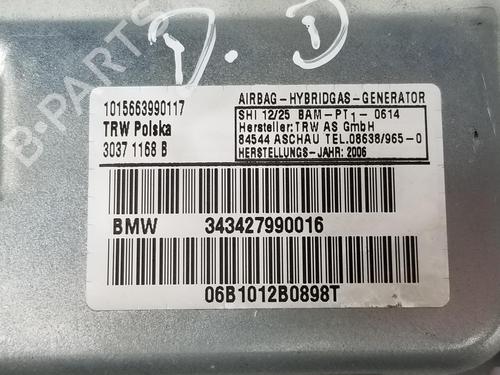 D.D
1015663990117
TRW Polska
3037 1168 B
AIRBAG-HYBRIDGAS-GENERATOR
SHI 12/25 BAM-PT1-0614
Hersteller:TRW AS GmbH
84544 ASCHAU TEL.08638/965-0
HERSTELLUNGS-JAHR: 2006
BMW 343427990016
06B1012B0898T
B-PARTS